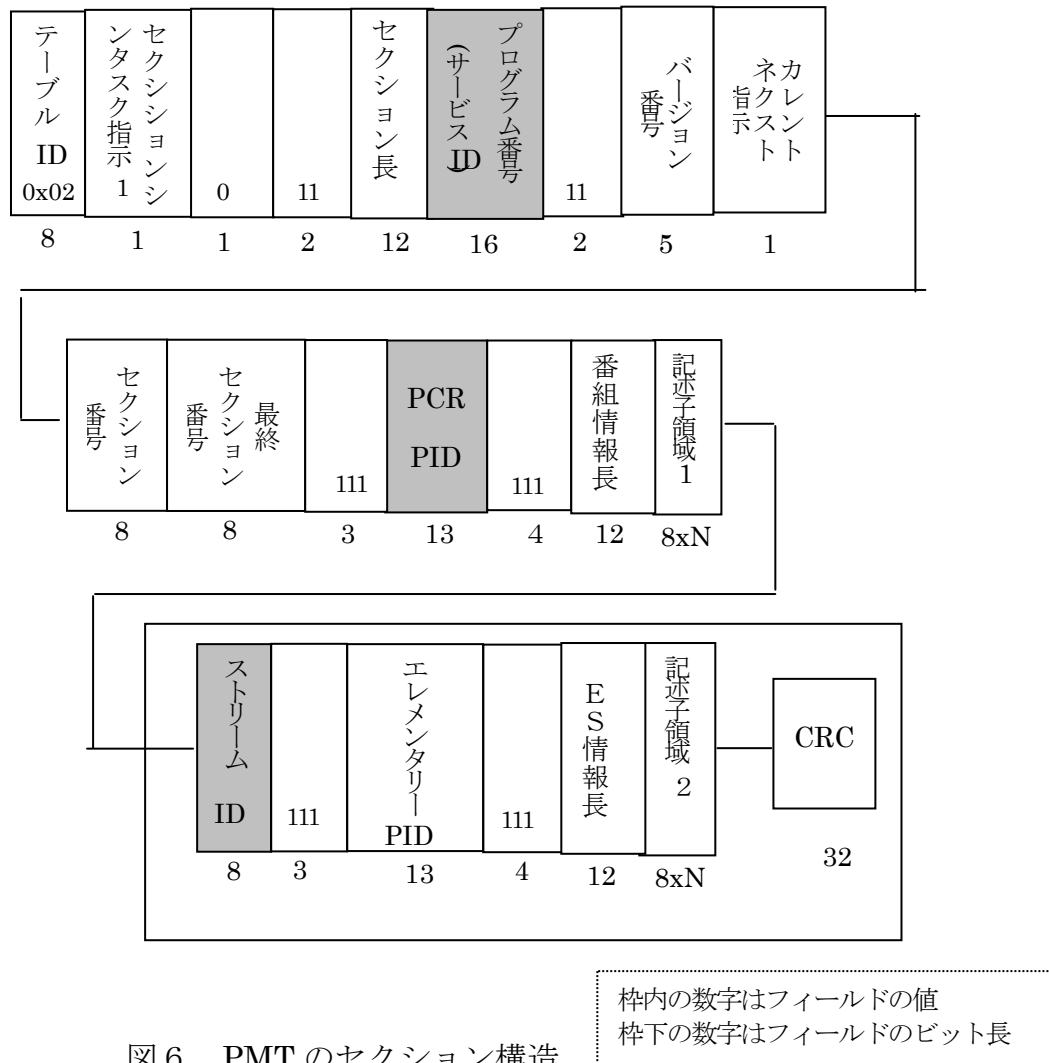 テーブル
ID
0x02
セクションシ
ンタスク指示
1
0
11
セクション長
プログラム番号
(サービス
ID)
11
バージョン
番号
カレント
ネクスト
指示
8
1
1
2
12
16
2
5
1
セクション
番号
最終
セクション
番号
111
PCR
PID
111
番組情報長
記述子領域1
8
8
3
13
4
12
8xN
ストリーム
ID
111
エレメンタリー
PID
111
ES情報長
記述子領域 2
CRC
8
3
13
4
12
8xN
32
枠内の数字はフィールドの値
枠下の数字はフィールドのビット長
図6 PMT のセクション構造